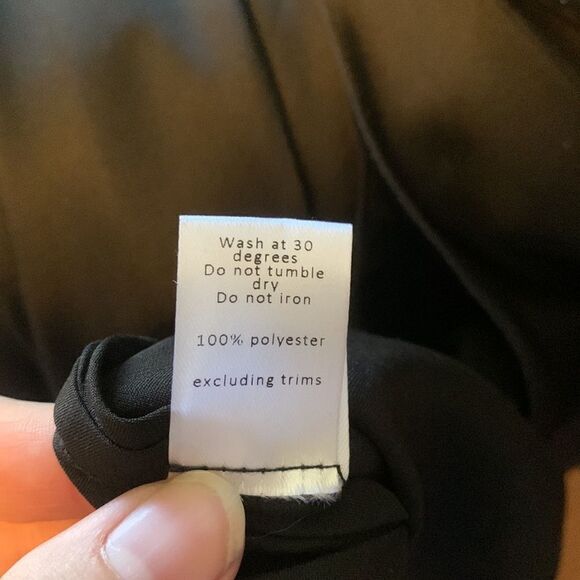 Wash at 30
degrees
Do not tumble
dry
Do not iron
100% polyester
excluding trims